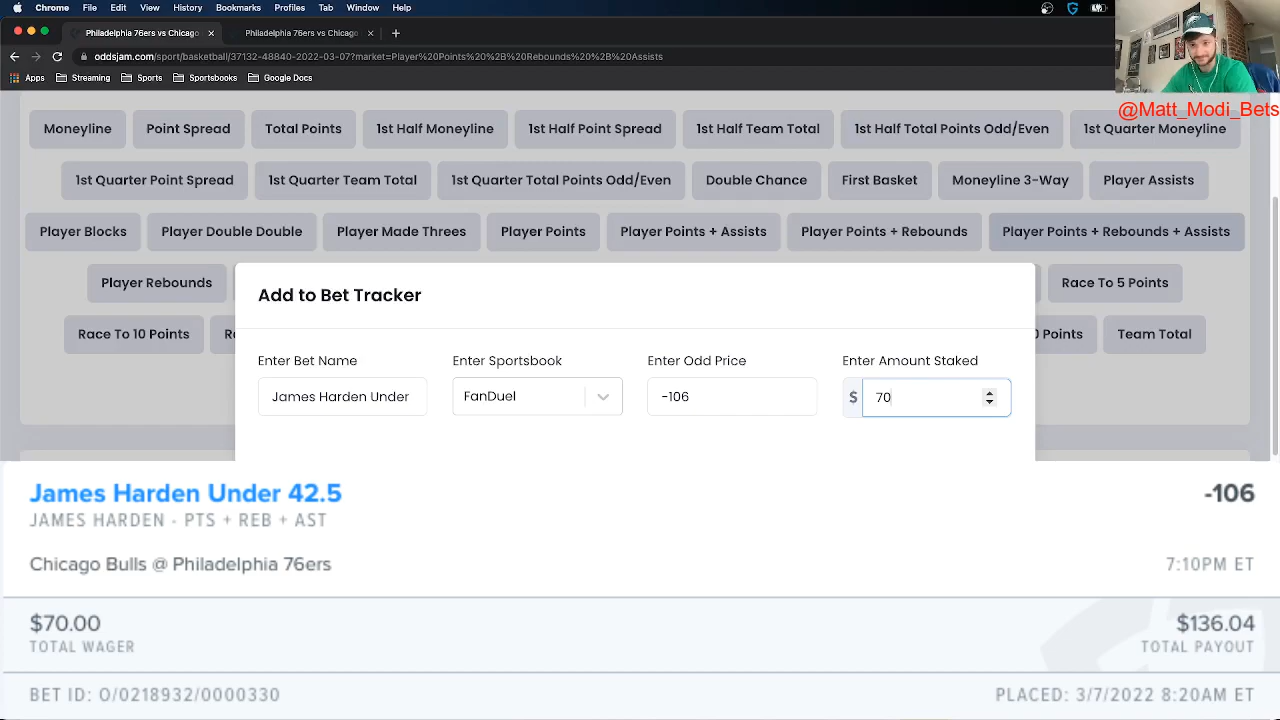 Chrome File Edit View History Bookmarks Profiles Tab Window Help
Philadelphia 76ers vs Chicago Philadelphia 76ers vs Chicago
oddsjam.com/sport/basketball/37132-48840-2022-03-07?market=Player%20Points%20%2B%20Rebounds%20%2B%20Assists
Apps Streaming Sports Sportsbooks Google Docs
@Matt_Modi_Bets
Moneyline Point Spread Total Points 1st Half Moneyline 1st Half Point Spread 1st Half Team Total 1st Half Total Points Odd/Even 1st Quarter Moneyline
1st Quarter Point Spread 1st Quarter Team Total 1st Quarter Total Points Odd/Even Double Chance First Basket Moneyline 3-Way Player Assists
Player Blocks Player Double Double Player Made Threes Player Points Player Points + Assists Player Points + Rebounds Player Points + Rebounds + Assists
Player Rebounds Race To 5 Points
Race To 10 Points 0 Points Team Total
Add to Bet Tracker
Enter Bet Name Enter Sportsbook Enter Odd Price Enter Amount Staked
James Harden Under FanDuel -106 $ 70
James Harden Under 42.5 -106
JAMES HARDEN - PTS + REB + AST
Chicago Bulls @ Philadelphia 76ers 7:10PM ET
$70.00 $136.04
TOTAL WAGER TOTAL PAYOUT
BET ID: O/0218932/0000330 PLACED: 3/7/2022 8:20AM ET